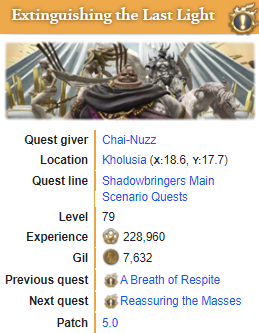 Extinguishing the Last Light
Quest giver Chai-Nuzz
Location Kholusia (x:18.6, Y:17.7)
Quest line Shadowbringers Main
Scenario Quests
Level 79
Experience 228,960
Gil 7,632
Previous quest A Breath of Respite
Next quest Reassuring the Masses
Patch 5.0